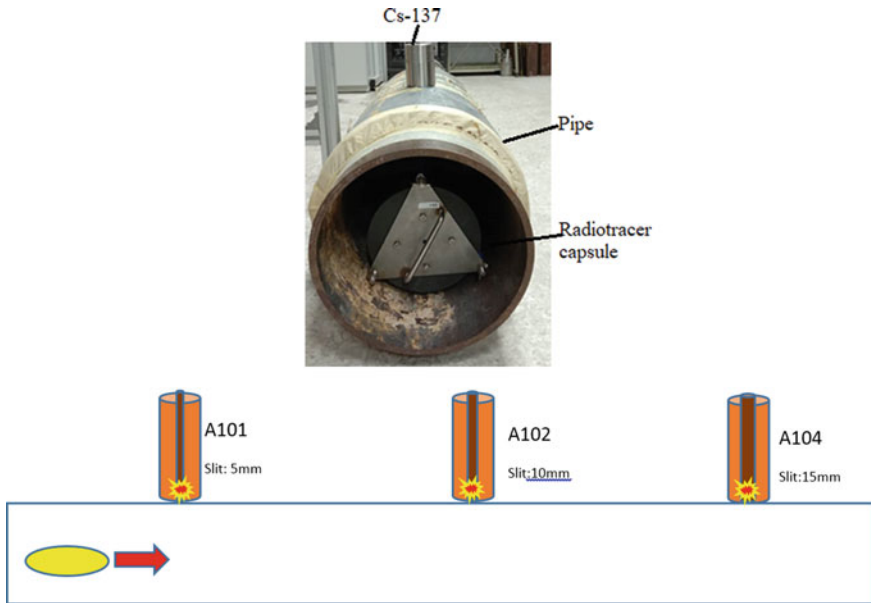 Cs-137
Pipe
Radiotracer
capsule
A101
Slit: 5mm
A102
Slit:10mm
A104
Slit:15mm